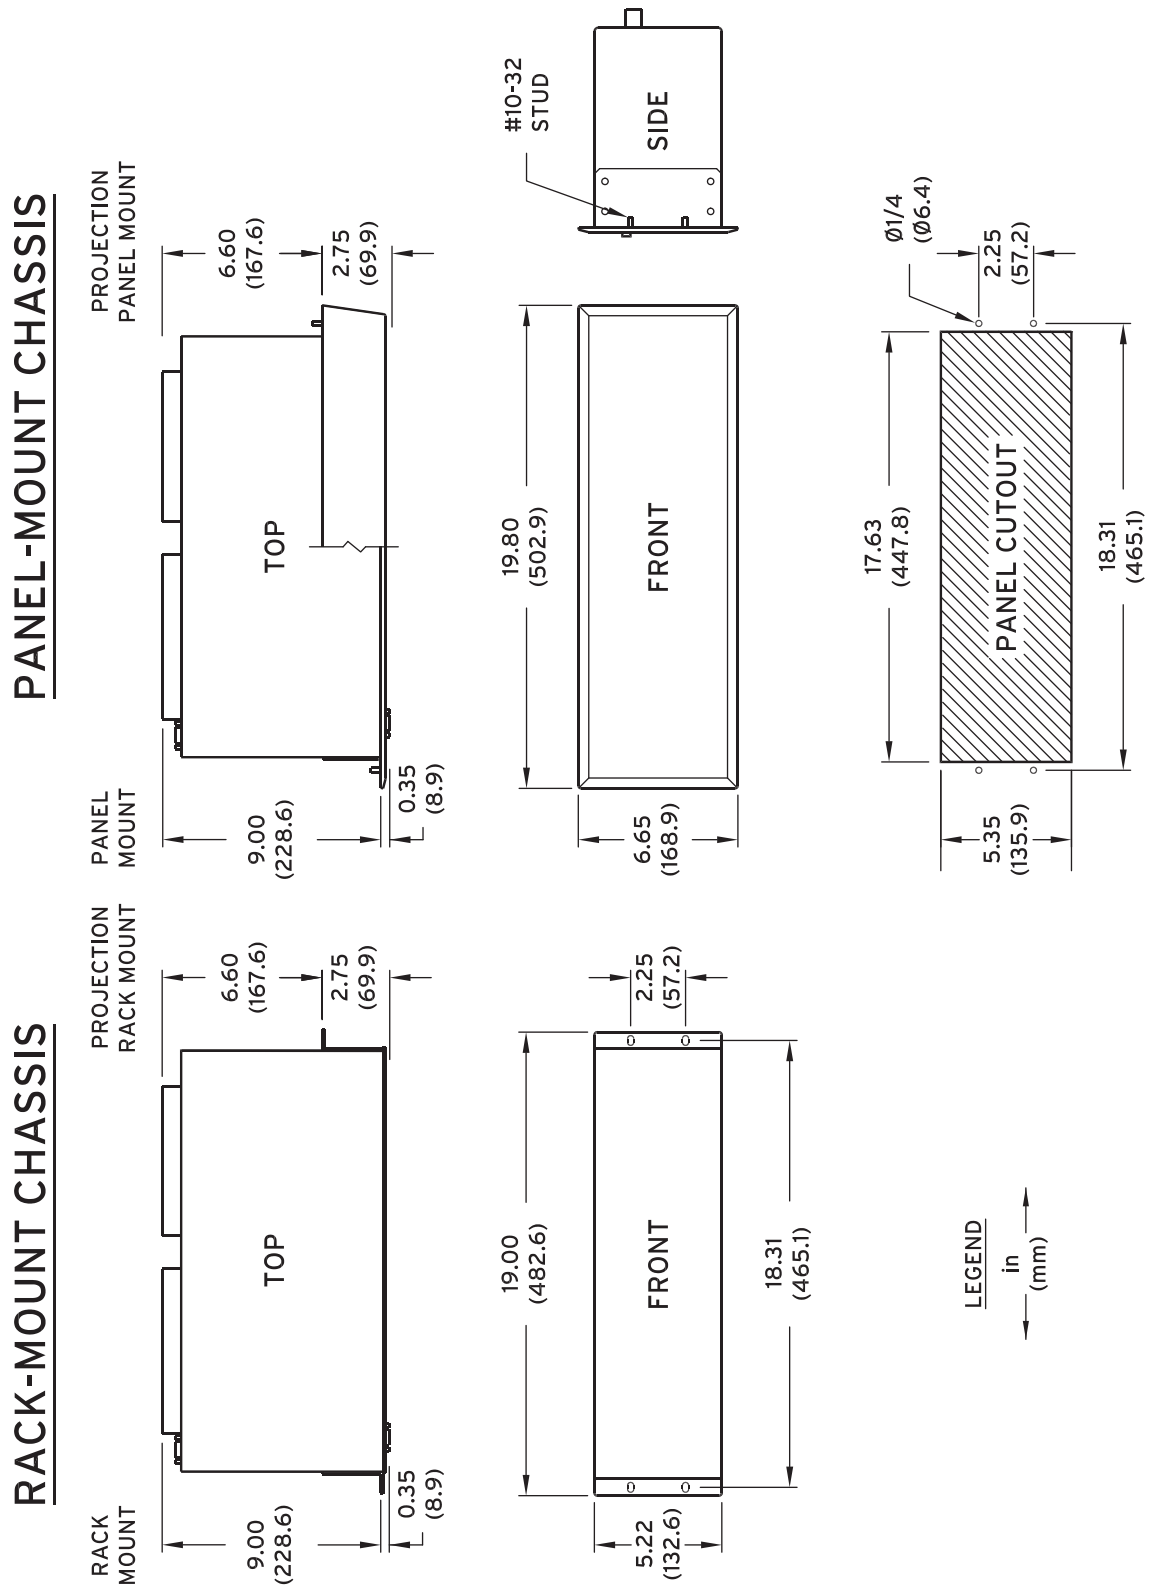 RACK-MOUNT CHASSIS
RACK
MOUNT
PROJECTION
RACK MOUNT
9.00
(228.6)
0.35
(8.9)
TOP
6.60
(167.6)
2.75
(69.9)
19.00
(482.6)
5.22
(132.6)
FRONT
2.25
(57.2)
18.31
(465.1)
LEGEND
in
(mm)
PANEL-MOUNT CHASSIS
PANEL
MOUNT
PROJECTION
PANEL MOUNT
9.00
(228.6)
0.35
(8.9)
TOP
6.60
(167.6)
2.75
(69.9)
19.80
(502.9)
6.65
(168.9)
FRONT
#10-32
STUD
SIDE
17.63
(447.8)
5.35
(135.9)
PANEL CUTOUT
Ø1/4
(Ø6.4)
2.25
(57.2)
18.31
(465.1)